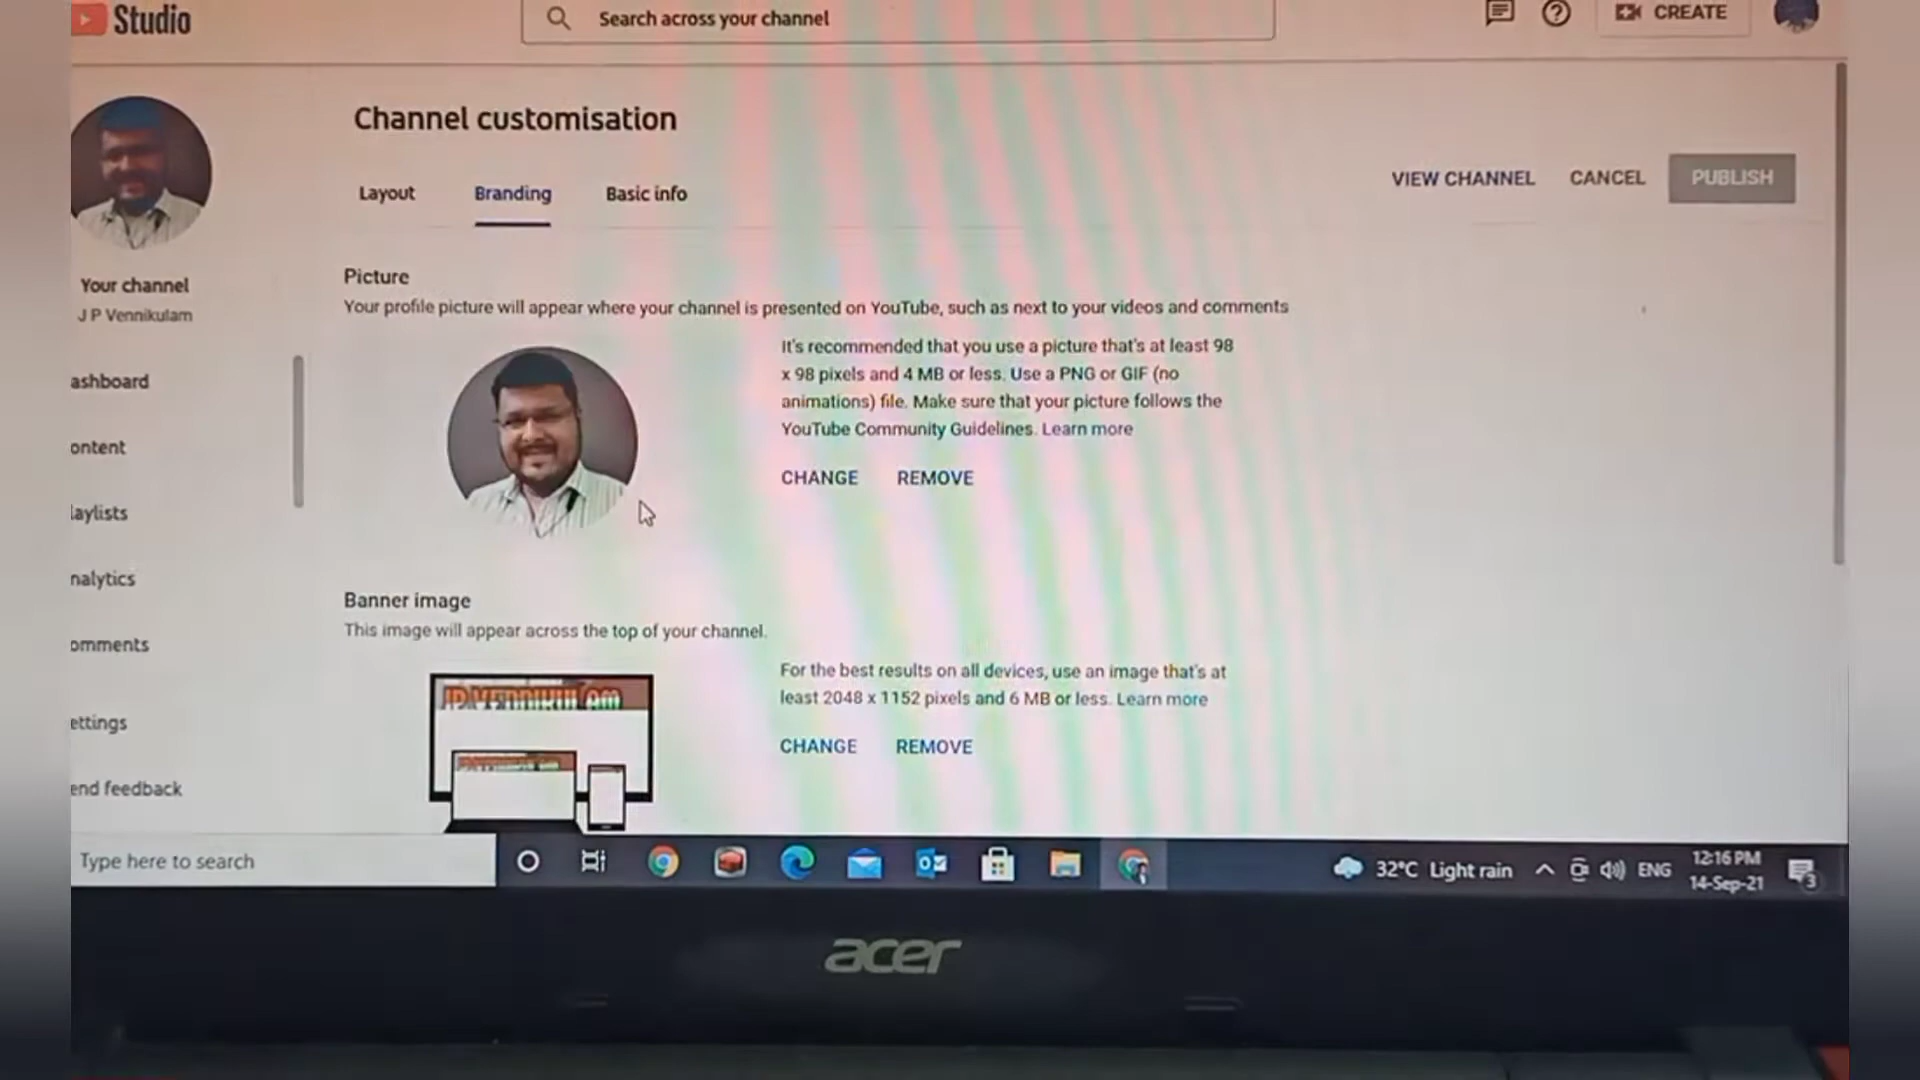 Studio
Search across your channel
CREATE
Channel customisation
Layout
Branding
Basic info
VIEW CHANNEL
CANCEL
PUBLISH
Your channel
J P Vennikulam
ashboard
ontent
laylists
nalytics
omments
ettings
end feedback
Picture
Your profile picture will appear where your channel is presented on YouTube, such as next to your videos and comments
It's recommended that you use a picture that's at least 98
x 98 pixels and 4 MB or less. Use a PNG or GIF (no
animations) file. Make sure that your picture follows the
YouTube Community Guidelines. Learn more
CHANGE
REMOVE
Banner image
This image will appear across the top of your channel.
For the best results on all devices, use an image that's at
least 2048 x 1152 pixels and 6 MB or less. Learn more
CHANGE
REMOVE
Type here to search
32°C Light rain
ENG
12:16 PM
14-Sep-21
3
acer